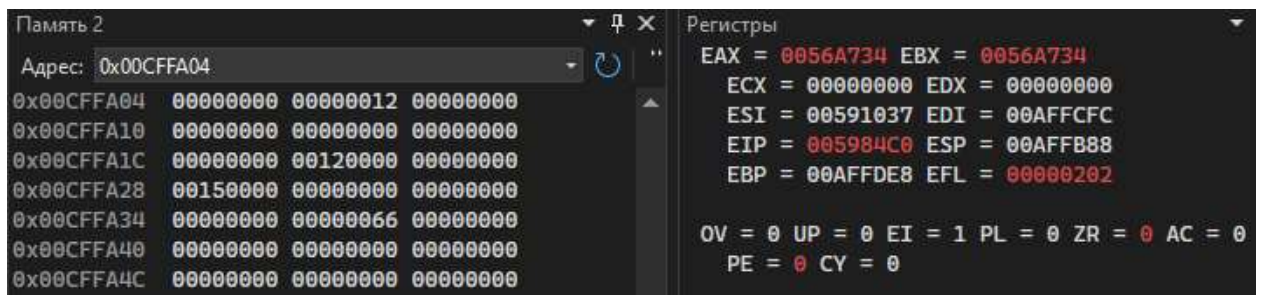 Память 2
Адрес: 0x00CFFA04
0x00CFFA04 00000000 00000012 00000000
0x00CFFA10 00000000 00000000 00000000
0x00CFFA1C 00000000 00120000 00000000
0x00CFFA28 00150000 00000000 00000000
0x00CFFA34 00000000 00000066 00000000
0x00CFFA40 00000000 00000000 00000000
0x00CFFA4C 00000000 00000000 00000000
Регистры
EAX = 0056A734 EBX = 0056A734
ECX = 00000000 EDX = 00000000
ESI = 00591037 EDI = 00AFFCFC
EIP = 005984C0 ESP = 00AFFB88
EBP = 00AFFDE8 EFL = 00000202
OV = 0 UP = 0 EI = 1 PL = 0 ZR = 0 AC = 0
PE = 0 CY = 0